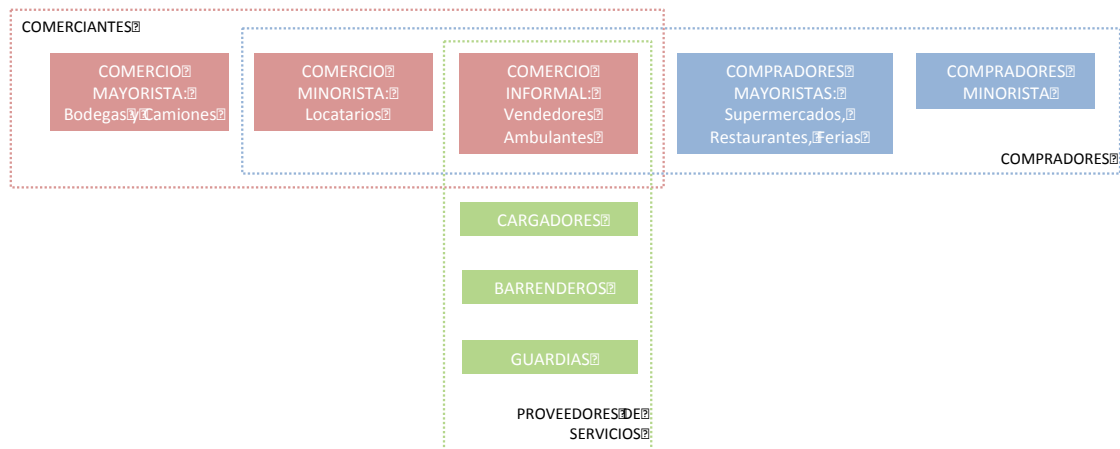 COMERCIANTES
COMERCIO
MAYORISTA:
Bodegas y Camiones
COMERCIO
MINORISTA:
Locatarios
COMERCIO
INFORMAL:
Vendedores
Ambulantes
COMPRADORES
MAYORISTAS:
Supermercados,
Restaurantes, Ferias
COMPRADORES
MINORISTA
COMPRADORES
CARGADORES
BARRENDEROS
GUARDIAS
PROVEEDORES DE
SERVICIOS